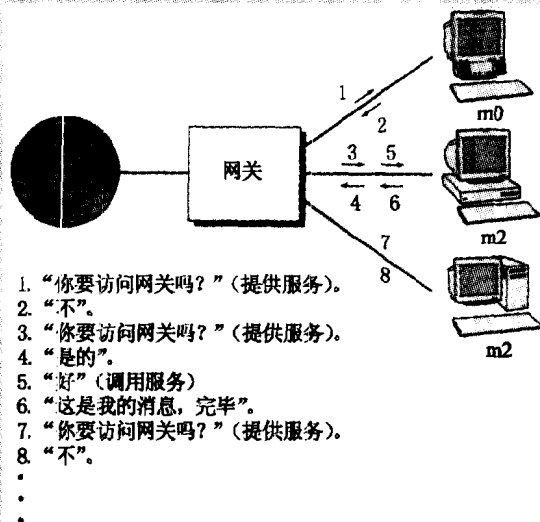 1
m0
2
网关
3 5
4 6
m2
7
8
m2
1. “你要访问网关吗？”（提供服务）。
2. “不”。
3. “你要访问网关吗？”（提供服务）。
4. “是的”。
5. “好”（调用服务）
6. “这是我的消息，完毕”。
7. “你要访问网关吗？”（提供服务）。
8. “不”。